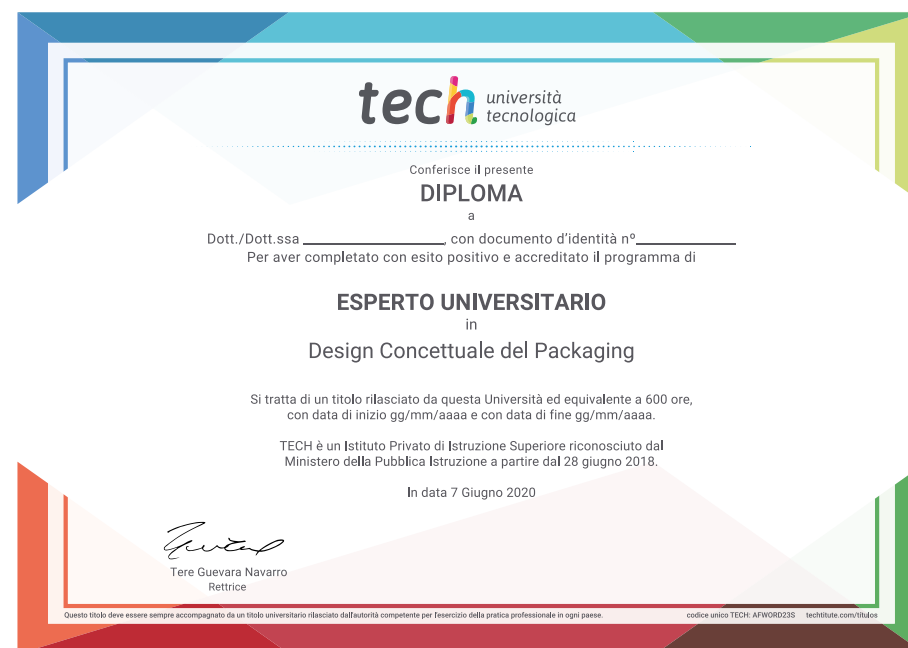 tech università
tecnologica
Conferisce il presente
DIPLOMA
a
Dott./Dott.ssa ____________________, con documento d'identità nº______________
Per aver completato con esito positivo e accreditato il programma di
ESPERTO UNIVERSITARIO
in
Design Concettuale del Packaging
Si tratta di un titolo rilasciato da questa Università ed equivalente a 600 ore,
con data di inizio gg/mm/aaaa e con data di fine gg/mm/aaaa.
TECH è un Istituto Privato di Istruzione Superiore riconosciuto dal
Ministero della Pubblica Istruzione a partire dal 28 giugno 2018.
In data 7 Giugno 2020
Tere Guevara Navarro
Rettrice
Questo titolo deve essere sempre accompagnato da un titolo universitario rilasciato dall'autorità competente per l'esercizio della pratica professionale in ogni paese. codice unico TECH: AFWORD23S techtitute.com/titulos